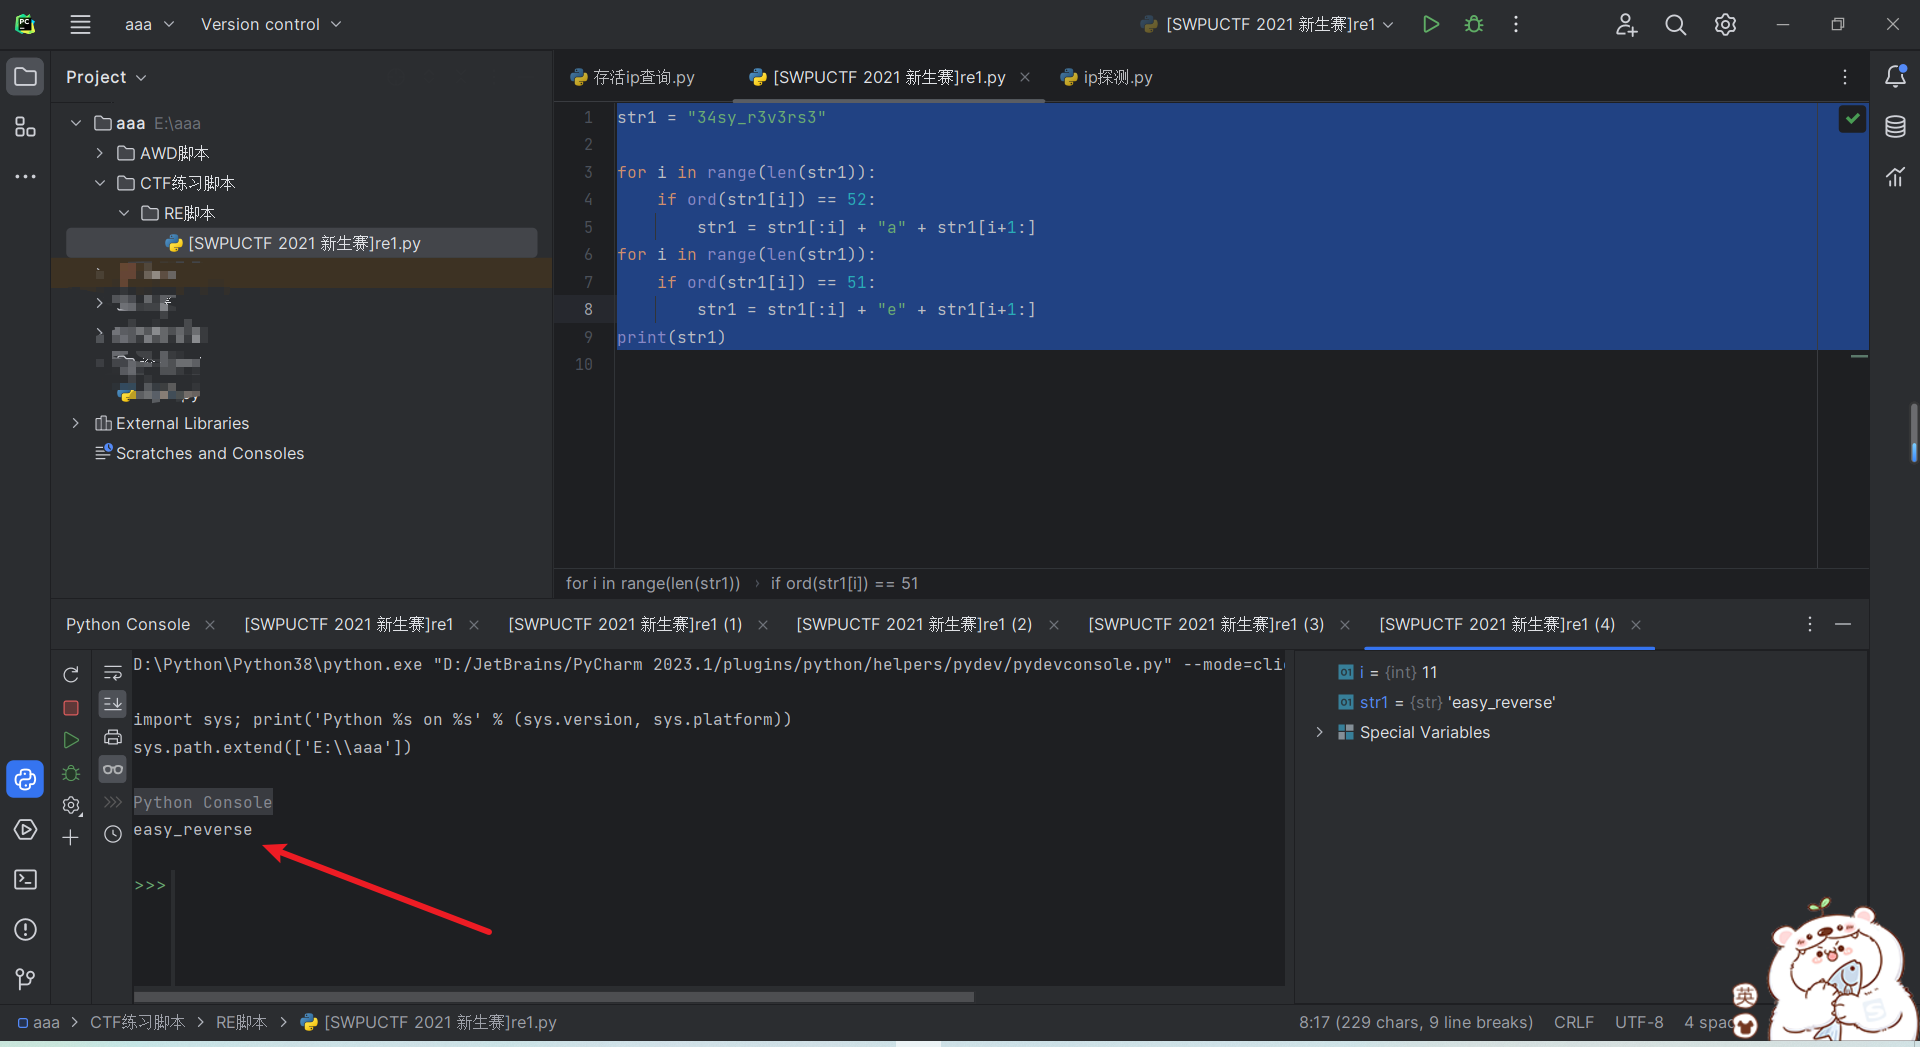 aaa Version control [SWPUCTF 2021 新生赛]re1
Project
存活ip查询.py [SWPUCTF 2021 新生赛]re1.py ip探测.py
aaa E:\aaa
AWD脚本
CTF练习脚本
RE脚本
[SWPUCTF 2021 新生赛]re1.py
External Libraries
Scratches and Consoles
1 str1 = "34sy_r3v3rs3"
2
3 for i in range(len(str1)):
4 if ord(str1[i]) == 52:
5 str1 = str1[:i] + "a" + str1[i+1:]
6 for i in range(len(str1)):
7 if ord(str1[i]) == 51:
8 str1 = str1[:i] + "e" + str1[i+1:]
9 print(str1)
10
for i in range(len(str1)) › if ord(str1[i]) == 51
Python Console [SWPUCTF 2021 新生赛]re1 [SWPUCTF 2021 新生赛]re1 (1) [SWPUCTF 2021 新生赛]re1 (2) [SWPUCTF 2021 新生赛]re1 (3) [SWPUCTF 2021 新生赛]re1 (4)
D:\Python\Python38\python.exe "D:/JetBrains/PyCharm 2023.1/plugins/python/helpers/pydev/pydevconsole.py" --mode=clie
import sys; print('Python %s on %s' % (sys.version, sys.platform))
sys.path.extend(['E:\\aaa'])
Python Console
easy_reverse
>>>
i = {int} 11
str1 = {str} 'easy_reverse'
Special Variables
英
aaa > CTF练习脚本 > RE脚本 > [SWPUCTF 2021 新生赛]re1.py
8:17 (229 chars, 9 line breaks) CRLF UTF-8 4 spac